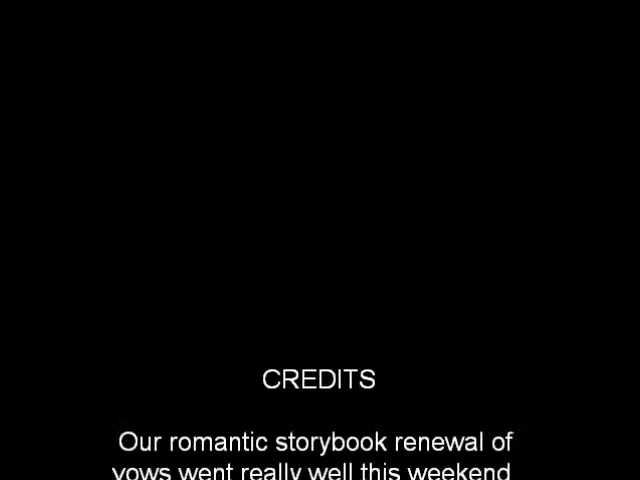 CREDITS
Our romantic storybook renewal of
vows went really well this weekend